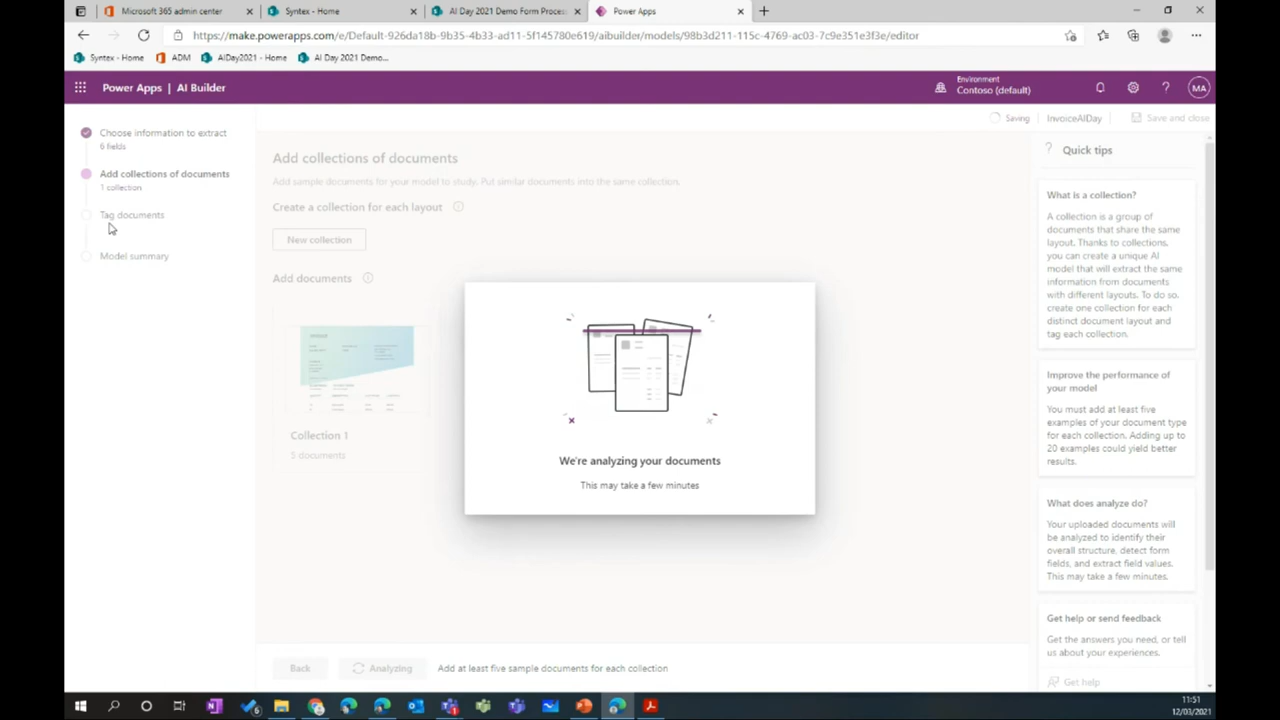 Microsoft 365 admin center
Syntex - Home
AI Day 2021 Demo Form Process
Power Apps
https://make.powerapps.com/e/Default-926da18b-9b35-4b33-ad11-5f145780e619/aibuilder/models/98b3d211-115c-4769-ac03-7c9e351e3f3e/editor
Syntex - Home
ADM
AIDay2021 - Home
AI Day 2021 Demo...
Power Apps | AI Builder
Environment
Contoso (default)
?
MA
Choose information to extract
6 fields
Add collections of documents
1 collection
Tag documents
Model summary
Saving
InvoiceAIDay
Save and close
Add collections of documents
Add sample documents for your model to study. Put similar documents into the same collection.
Create a collection for each layout
New collection
Add documents
Collection 1
5 documents
We're analyzing your documents
This may take a few minutes
Back
Analyzing
Add at least five sample documents for each collection
? Quick tips
What is a collection?
A collection is a group of
documents that share the same
layout. Thanks to collections,
you can create a unique AI
model that will extract the same
information from documents
with different layouts. To do so,
create one collection for each
distinct document layout and
tag each collection.
Improve the performance of
your model
You must add at least five
examples of your document type
for each collection. Adding up to
20 examples could yield better
results.
What does analyze do?
Your uploaded documents will
be analyzed to identify their
overall structure, detect form
fields, and extract field values.
This may take a few minutes.
Get help or send feedback
Get the answers you need, or tell
us about your experiences.
Get help
11:51
12/03/2021